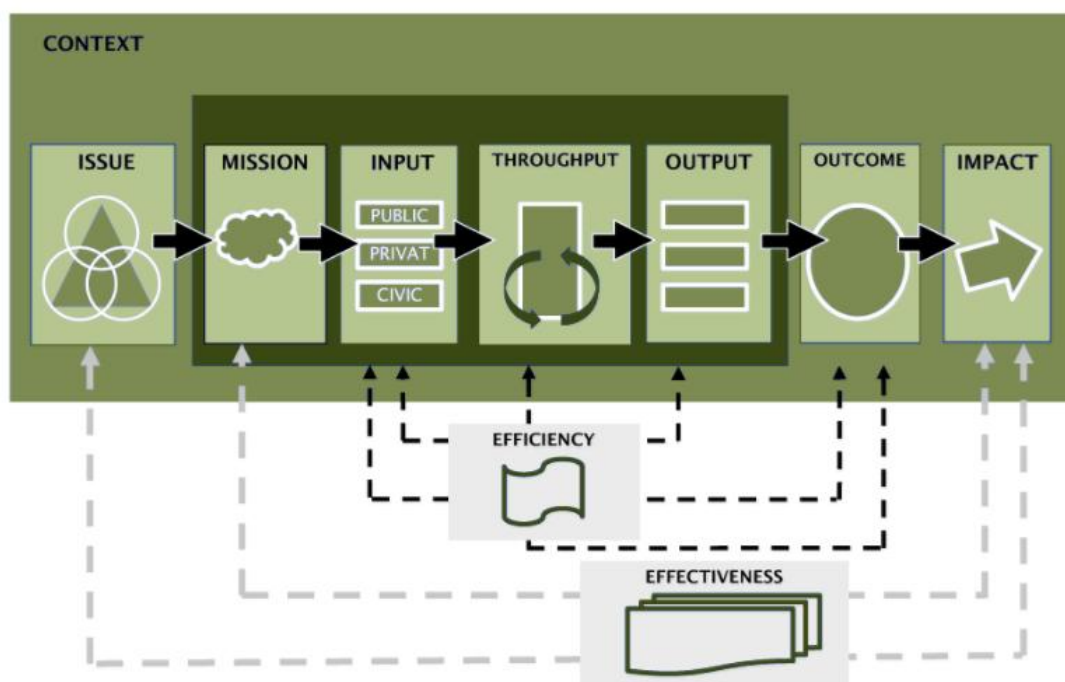 CONTEXT
ISSUE
MISSION
INPUT
THROUGHPUT
OUTPUT
OUTCOME
IMPACT
PUBLIC
PRIVAT
CIVIC
EFFICIENCY
EFFECTIVENESS